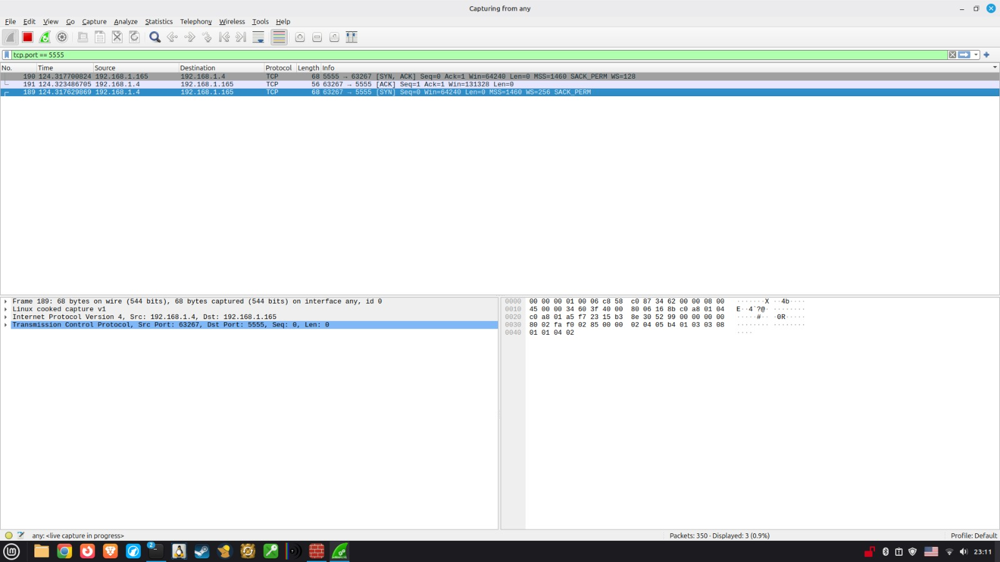 Capturing from any
File Edit View Go Capture Analyze Statistics Telephony Wireless Tools Help
tcp.port == 5555
No. Time Source Destination Protocol Length Info
190 124.317700824 192.168.1.165 192.168.1.4 TCP 68 5555 → 63267 [SYN, ACK] Seq=0 Ack=1 Win=64240 Len=0 MSS=1460 SACK_PERM WS=128
191 124.323486705 192.168.1.4 192.168.1.165 TCP 56 63267 → 5555 [ACK] Seq=1 Ack=1 Win=131328 Len=0
189 124.317629869 192.168.1.4 192.168.1.165 TCP 68 63267 → 5555 [SYN] Seq=0 Win=64240 Len=0 MSS=1460 WS=256 SACK_PERM
Frame 189: 68 bytes on wire (544 bits), 68 bytes captured (544 bits) on interface any, id 0
Linux cooked capture v1
Internet Protocol Version 4, Src: 192.168.1.4, Dst: 192.168.1.165
Transmission Control Protocol, Src Port: 63267, Dst Port: 5555, Seq: 0, Len: 0
0000 00 00 00 01 00 06 c8 58 c0 87 34 62 00 00 08 00 ·······X ··4b····
0010 45 00 00 34 60 3f 40 00 80 06 16 8b c0 a8 01 04 E··4`?@· ········
0020 c0 a8 01 a5 f7 23 15 b3 8e 30 52 99 00 00 00 00 ·····#·· ·0R·····
0030 80 02 fa f0 02 85 00 00 02 04 05 b4 01 03 03 08 ········ ········
0040 01 01 04 02 ····
any: <live capture in progress> Packets: 350 · Displayed: 3 (0.9%) Profile: Default
2
23:11